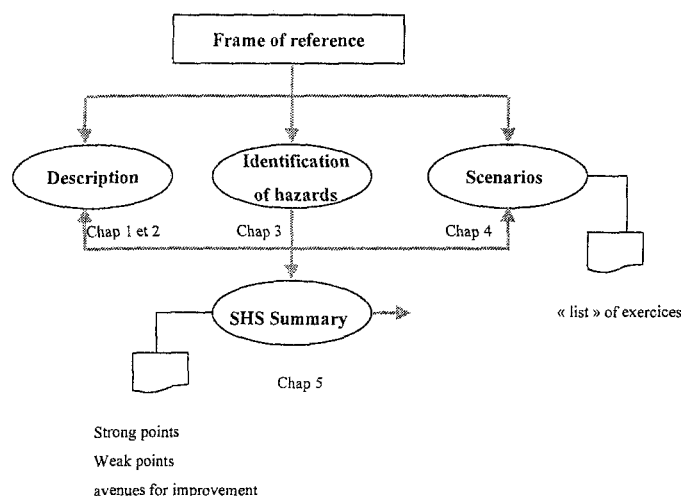 Frame of reference
Description
Identification
of hazards
Scenarios
Chap 1 et 2
Chap 3
Chap 4
SHS Summary
« list » of exercices
Chap 5
Strong points
Weak points
avenues for improvement